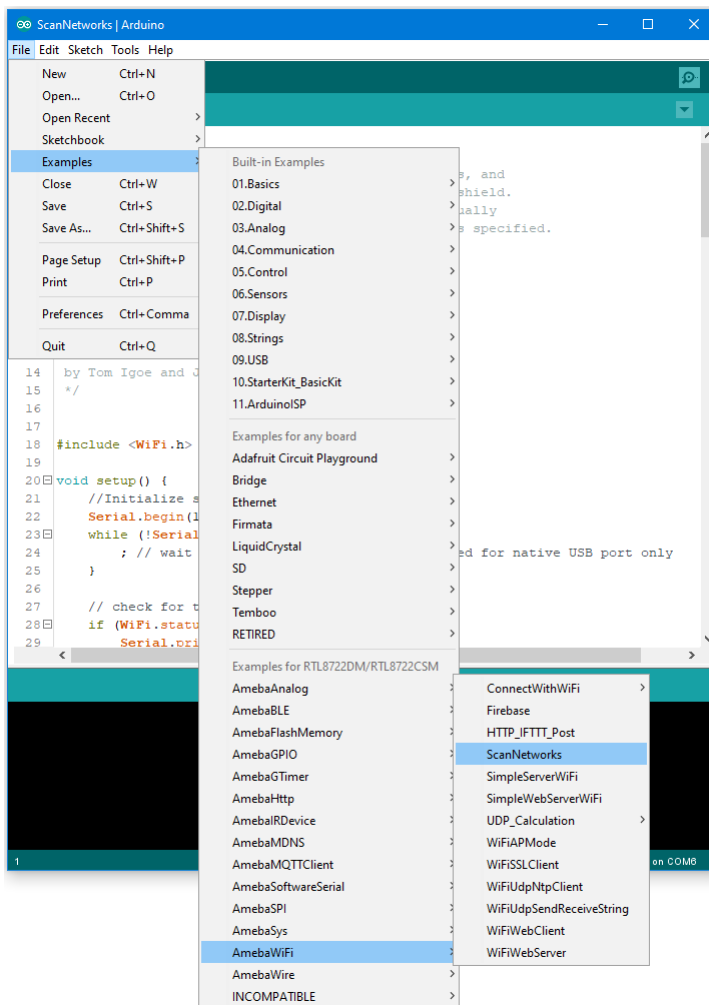 ScanNetworks | Arduino
File Edit Sketch Tools Help
New Ctrl+N
Open... Ctrl+O
Open Recent
Sketchbook
Examples
Close Ctrl+W
Save Ctrl+S
Save As... Ctrl+Shift+S
Page Setup Ctrl+Shift+P
Print Ctrl+P
Preferences Ctrl+Comma
Quit Ctrl+Q
Built-in Examples
01.Basics
02.Digital
03.Analog
04.Communication
05.Control
06.Sensors
07.Display
08.Strings
09.USB
10.StarterKit_BasicKit
11.ArduinoISP
Examples for any board
Adafruit Circuit Playground
Bridge
Ethernet
Firmata
LiquidCrystal
SD
Stepper
Temboo
RETIRED
Examples for RTL8722DM/RTL8722CSM
AmebaAnalog
AmebaBLE
AmebaFlashMemory
AmebaGPIO
AmebaGTimer
AmebaHttp
AmebaIRDevice
AmebaMDNS
AmebaMQTTClient
AmebaSoftwareSerial
AmebaSPI
AmebaSys
AmebaWiFi
AmebaWire
INCOMPATIBLE
ConnectWithWiFi
Firebase
HTTP_IFTTT_Post
ScanNetworks
SimpleServerWiFi
SimpleWebServerWiFi
UDP_Calculation
WiFiAPMode
WiFiSSLClient
WiFiUdpNtpClient
WiFiUdpSendReceiveString
WiFiWebClient
WiFiWebServer
s, and
shield.
ually
s specified.
14 by Tom Igoe and J
15 */
16
17
18 #include <WiFi.h>
19
20 void setup() {
21 //Initialize s
22 Serial.begin(1
23 while (!Serial
24 ; // wait ed for native USB port only
25 }
26
27 // check for t
28 if (WiFi.statu
29 Serial.pri
1 on COM6